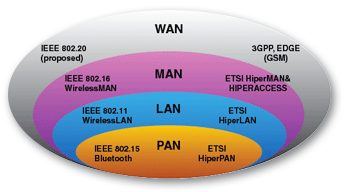 WAN
IEEE 802.20
(proposed)
3GPP, EDGE
(GSM)
MAN
IEEE 802.16
WirelessMAN
ETSI HiperMAN&
HIPERACCESS
LAN
IEEE 802.11
WirelessLAN
ETSI
HiperLAN
PAN
IEEE 802.15
Bluetooth
ETSI
HiperPAN